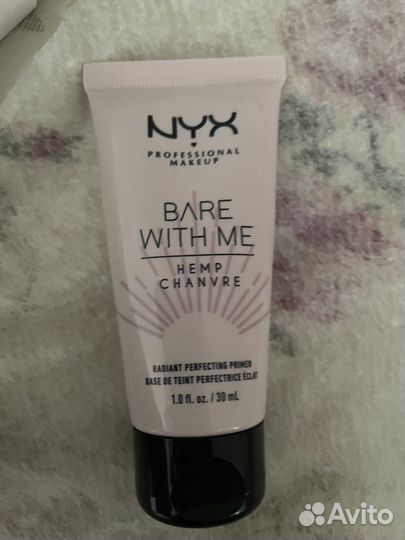 NYX
PROFESSIONAL
MAKEUP
BARE
WITH ME
HEMP
CHANVRE
RADIANT PERFECTING PRIMER
BASE DE TEINT PERFECTRICE ÉCLAT
1.0 fl. oz. / 30 mL
Avito